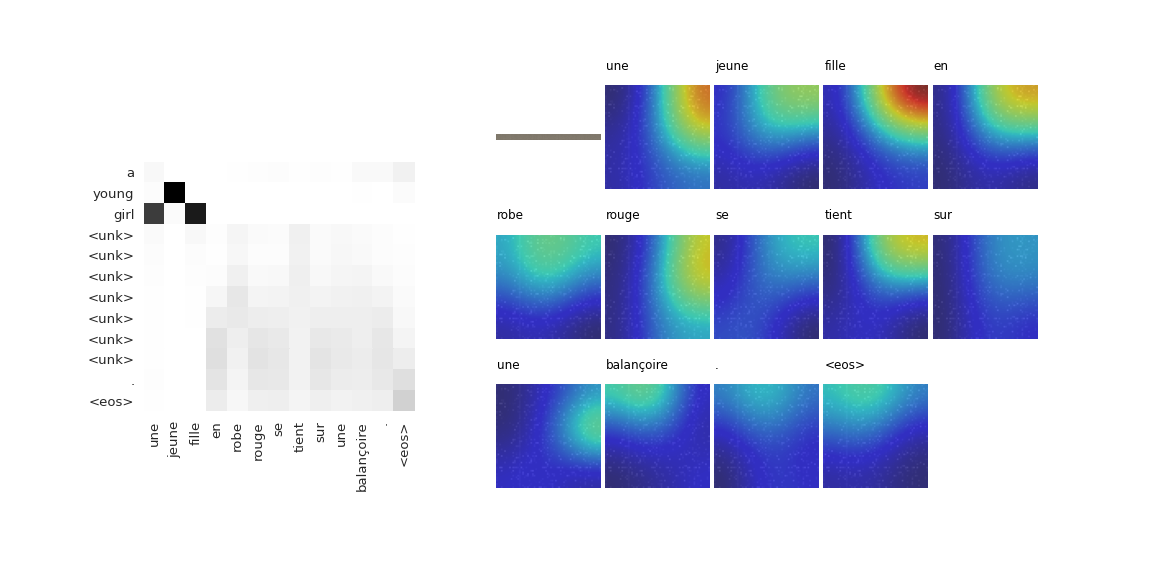 a
young
girl
<unk>
<unk>
<unk>
<unk>
<unk>
<unk>
<unk>
.
<eos>
une jeune fille en robe rouge se tient sur une balançoire . <eos>
une jeune fille en
robe rouge se tient sur
une balançoire . <eos>